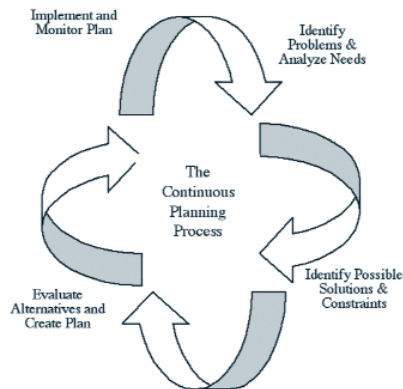 Implement and
Monitor Plan
Identify
Problems &
Analyze Needs
The
Continuous
Planning
Process
Identify Possible
Solutions &
Constraints
Evaluate
Alternatives and
Create Plan